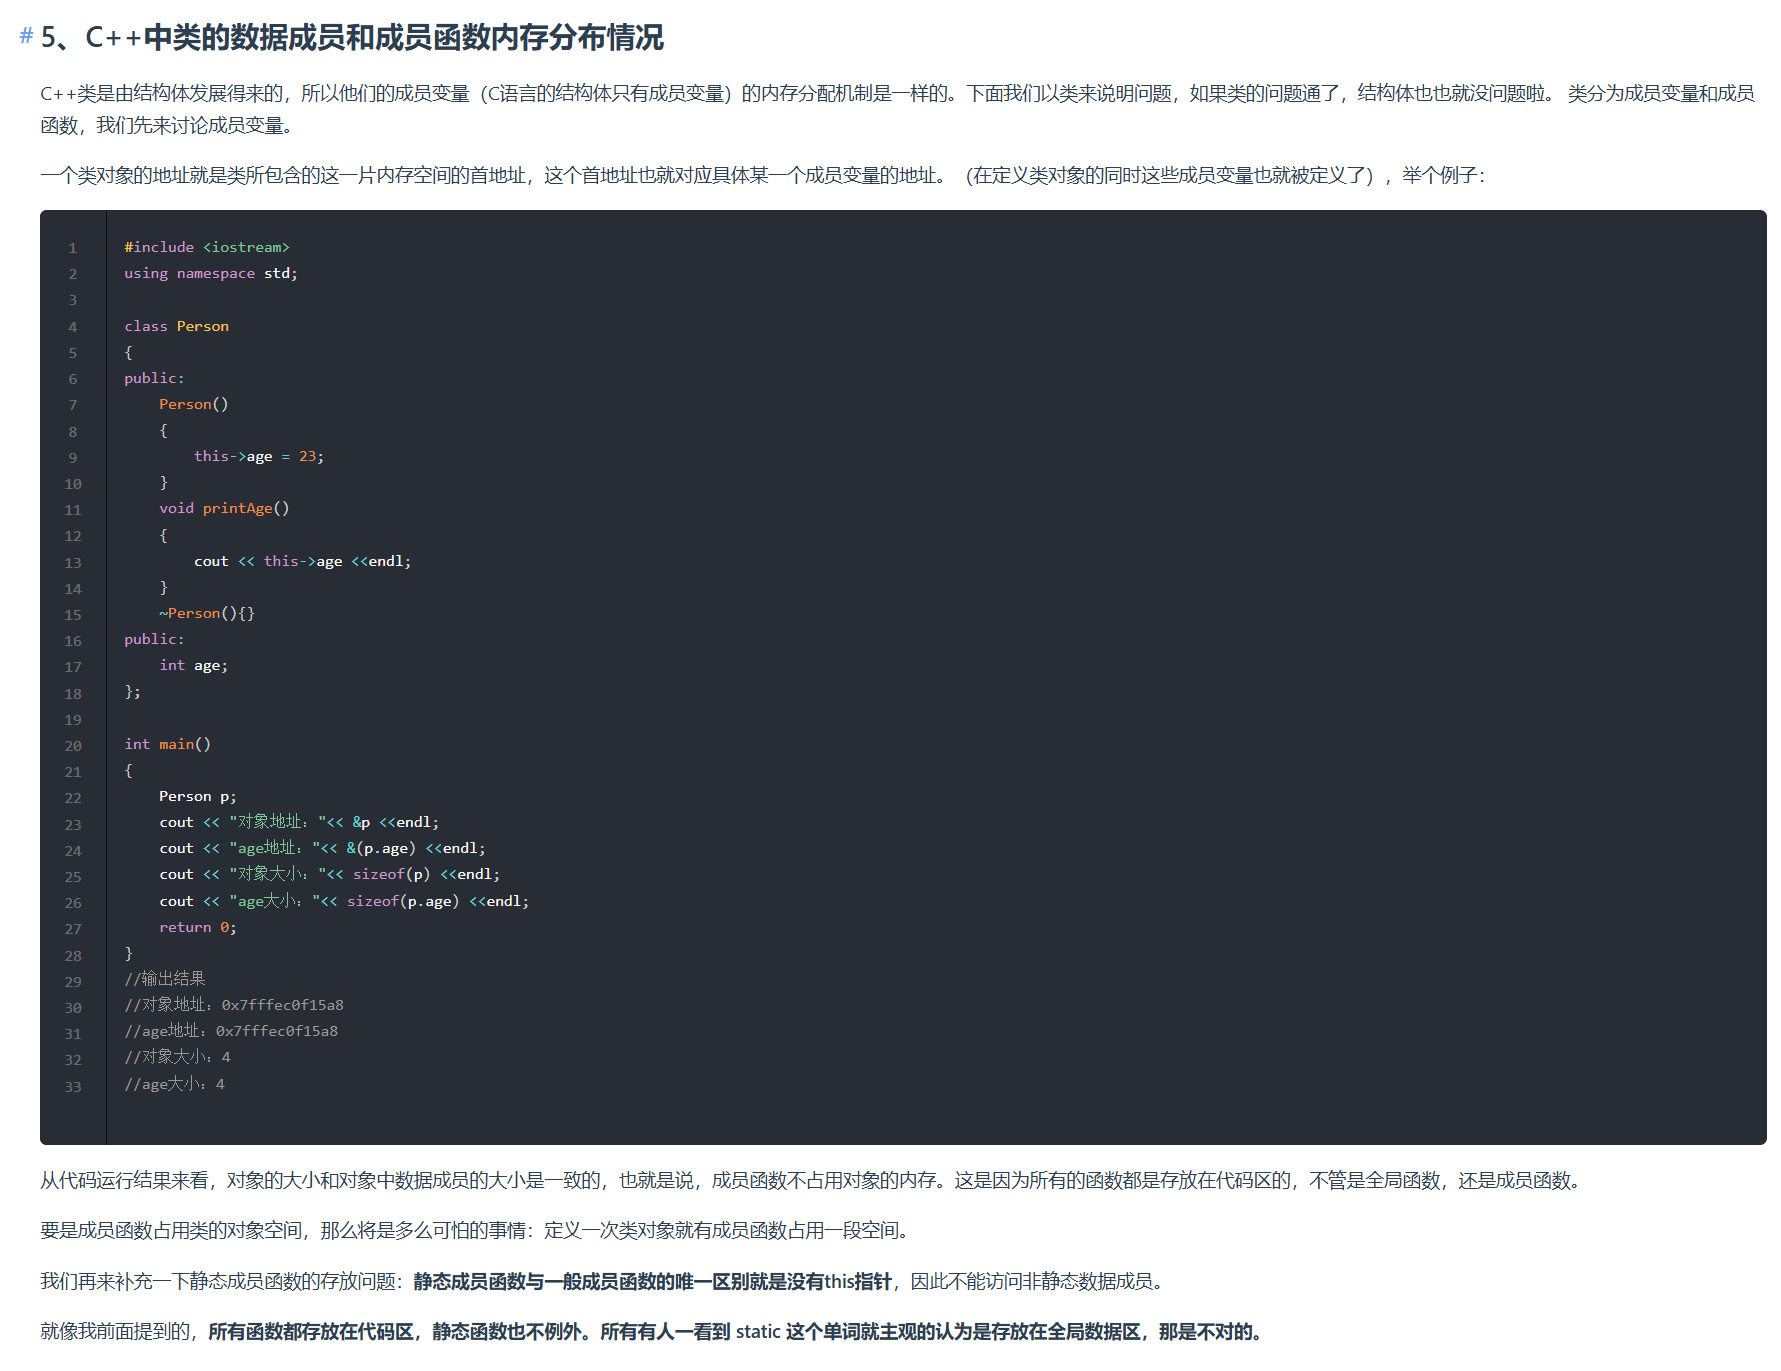 # 5、C++中类的数据成员和成员函数内存分布情况
C++类是由结构体发展得来的，所以他们的成员变量（C语言的结构体只有成员变量）的内存分配机制是一样的。下面我们以类来说明问题，如果类的问题通了，结构体也也就没问题啦。 类分为成员变量和成员
函数，我们先来讨论成员变量。
一个类对象的地址就是类所包含的这一片内存空间的首地址，这个首地址也就对应具体某一个成员变量的地址。（在定义类对象的同时这些成员变量也就被定义了），举个例子：
1 #include <iostream>
2 using namespace std;
3
4 class Person
5 {
6 public:
7     Person()
8     {
9         this->age = 23;
10     }
11     void printAge()
12     {
13         cout << this->age <<endl;
14     }
15     ~Person(){}
16 public:
17     int age;
18 };
19
20 int main()
21 {
22     Person p;
23     cout << "对象地址："<< &p <<endl;
24     cout << "age地址："<< &(p.age) <<endl;
25     cout << "对象大小："<< sizeof(p) <<endl;
26     cout << "age大小："<< sizeof(p.age) <<endl;
27     return 0;
28 }
29 //输出结果
30 //对象地址：0x7fffec0f15a8
31 //age地址：0x7fffec0f15a8
32 //对象大小：4
33 //age大小：4
从代码运行结果来看，对象的大小和对象中数据成员的大小是一致的，也就是说，成员函数不占用对象的内存。这是因为所有的函数都是存放在代码区的，不管是全局函数，还是成员函数。
要是成员函数占用类的对象空间，那么将是多么可怕的事情：定义一次类对象就有成员函数占用一段空间。
我们再来补充一下静态成员函数的存放问题：静态成员函数与一般成员函数的唯一区别就是没有this指针，因此不能访问非静态数据成员。
就像我前面提到的，所有函数都存放在代码区，静态函数也不例外。所有有人一看到 static 这个单词就主观的认为是存放在全局数据区，那是不对的。